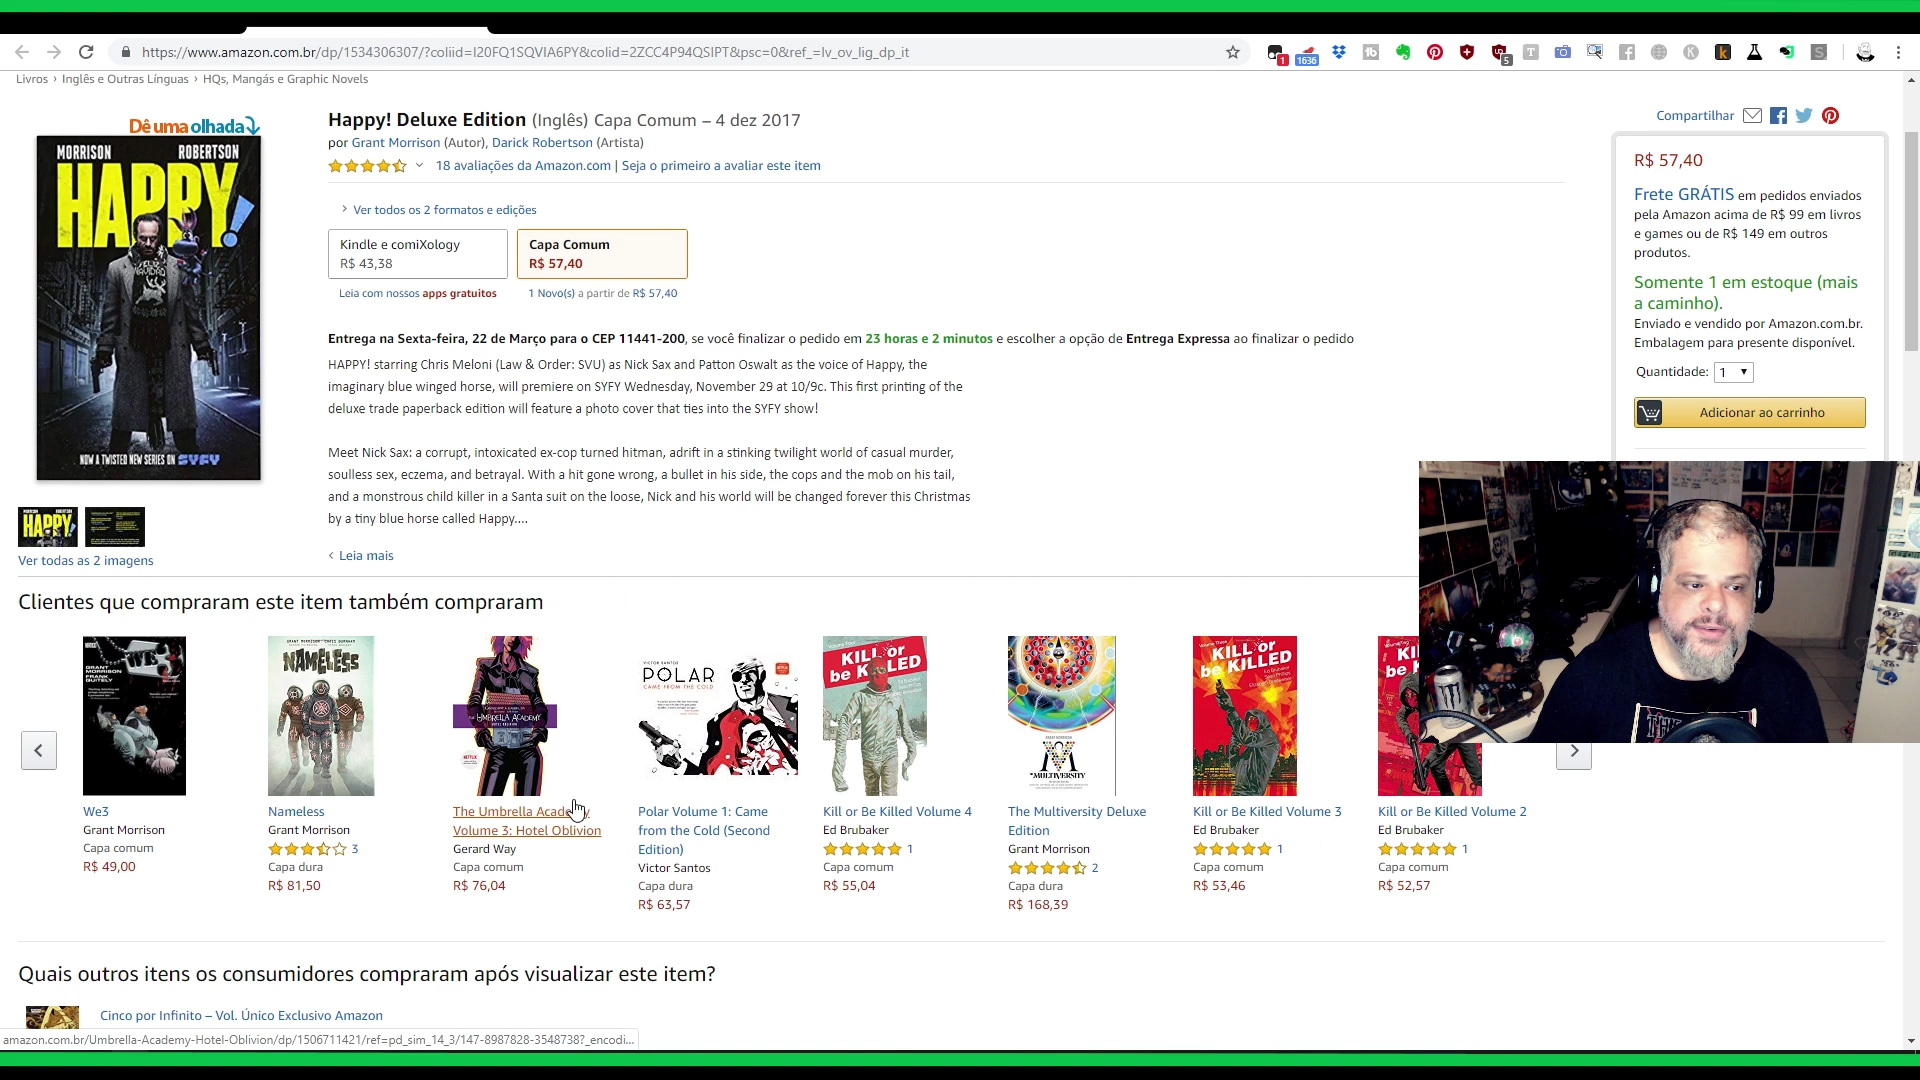 https://www.amazon.com.br/dp/1534306307/?coliid=I20FQ1SQVIA6PY&colid=2ZCC4P94QSIPT&psc=0&ref_=lv_ov_lig_dp_it
1
1636
5
Livros › Inglês e Outras Línguas › HQs, Mangás e Graphic Novels
Dê uma olhada
MORRISON ROBERTSON
HAPPY!
FELIZ NAVIDAD
NOW A TWISTED NEW SERIES ON SYFY
Ver todas as 2 imagens
Happy! Deluxe Edition (Inglês) Capa Comum – 4 dez 2017
por Grant Morrison (Autor), Darick Robertson (Artista)
18 avaliações da Amazon.com | Seja o primeiro a avaliar este item
› Ver todos os 2 formatos e edições
Kindle e comiXology
R$ 43,38
Capa Comum
R$ 57,40
Leia com nossos apps gratuitos
1 Novo(s) a partir de R$ 57,40
Entrega na Sexta-feira, 22 de Março para o CEP 11441-200, se você finalizar o pedido em 23 horas e 2 minutos e escolher a opção de Entrega Expressa ao finalizar o pedido
HAPPY! starring Chris Meloni (Law & Order: SVU) as Nick Sax and Patton Oswalt as the voice of Happy, the
imaginary blue winged horse, will premiere on SYFY Wednesday, November 29 at 10/9c. This first printing of the
deluxe trade paperback edition will feature a photo cover that ties into the SYFY show!
Meet Nick Sax: a corrupt, intoxicated ex-cop turned hitman, adrift in a stinking twilight world of casual murder,
soulless sex, eczema, and betrayal. With a hit gone wrong, a bullet in his side, the cops and the mob on his tail,
and a monstrous child killer in a Santa suit on the loose, Nick and his world will be changed forever this Christmas
by a tiny blue horse called Happy....
‹ Leia mais
Compartilhar
R$ 57,40
Frete GRÁTIS em pedidos enviados
pela Amazon acima de R$ 99 em livros
e games ou de R$ 149 em outros
produtos.
Somente 1 em estoque (mais
a caminho).
Enviado e vendido por Amazon.com.br.
Embalagem para presente disponível.
Quantidade: 1
Adicionar ao carrinho
Clientes que compraram este item também compraram
GRANT MORRISON FRANK QUITELY
We3
Grant Morrison
Capa comum
R$ 49,00
NAMELESS
Nameless
Grant Morrison
3
Capa dura
R$ 81,50
THE UMBRELLA ACADEMY
The Umbrella Academy
Volume 3: Hotel Oblivion
Gerard Way
Capa comum
R$ 76,04
VICTOR SANTOS
POLAR
CAME FROM THE COLD
Polar Volume 1: Came
from the Cold (Second
Edition)
Victor Santos
Capa dura
R$ 63,57
KILL or be KILLED
Kill or Be Killed Volume 4
Ed Brubaker
1
Capa comum
R$ 55,04
MULTIVERSITY
The Multiversity Deluxe
Edition
Grant Morrison
2
Capa dura
R$ 168,39
KILL or be KILLED
Kill or Be Killed Volume 3
Ed Brubaker
1
Capa comum
R$ 53,46
Kill or Be Killed Volume 2
Ed Brubaker
1
Capa comum
R$ 52,57
Quais outros itens os consumidores compraram após visualizar este item?
Cinco por Infinito – Vol. Único Exclusivo Amazon
amazon.com.br/Umbrella-Academy-Hotel-Oblivion/dp/1506711421/ref=pd_sim_14_3/147-8987828-3548738?_encodi...